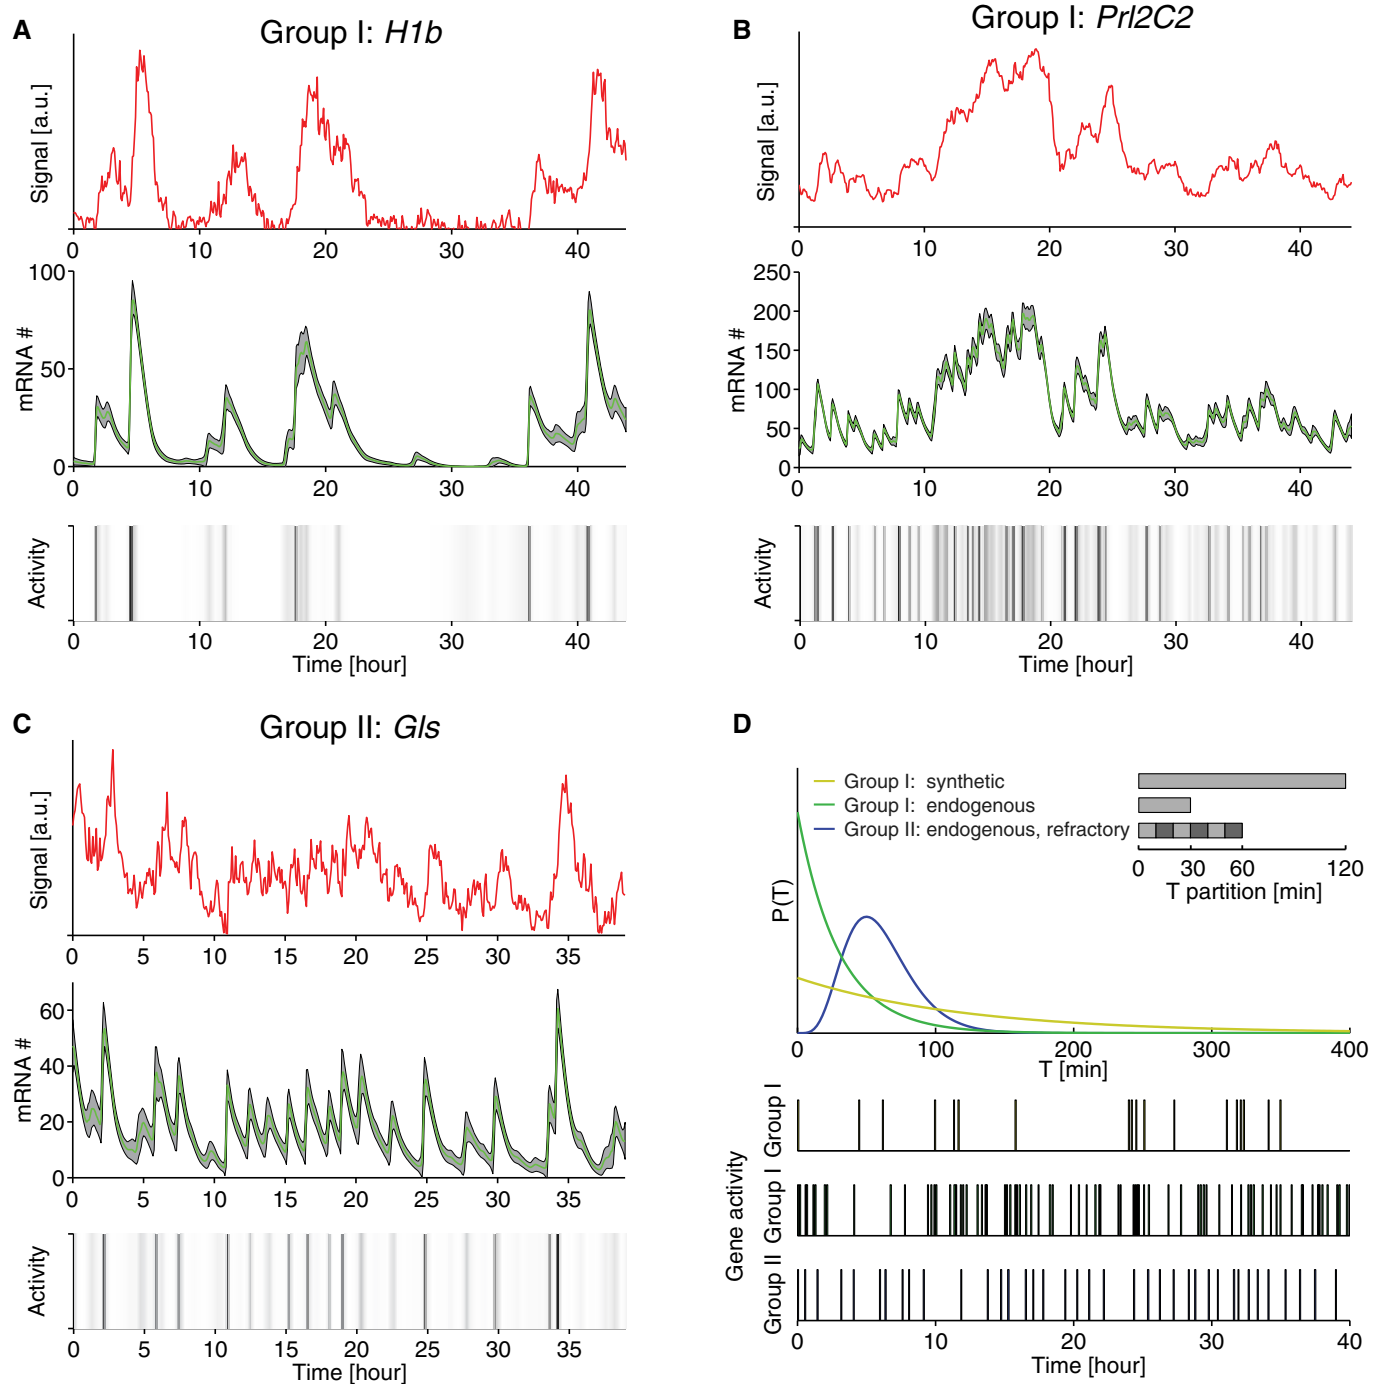 A
Group I: H1b
Signal [a.u.]
0 10 20 30 40
mRNA #
100
50
0
0 10 20 30 40
Activity
0 10 20 30 40
Time [hour]
B
Group I: Prl2C2
Signal [a.u.]
0 10 20 30 40
mRNA #
250
200
150
100
50
0
0 10 20 30 40
Activity
0 10 20 30 40
Time [hour]
C
Group II: Gls
Signal [a.u.]
0 5 10 15 20 25 30 35
mRNA #
60
40
20
0
0 5 10 15 20 25 30 35
Activity
0 5 10 15 20 25 30 35
Time [hour]
D
Group I: synthetic
Group I: endogenous
Group II: endogenous, refractory
0 30 60 120
T partition [min]
P(T)
0 100 200 300 400
T [min]
Gene activity
Group I
Group I
Group II
0 10 20 30 40
Time [hour]